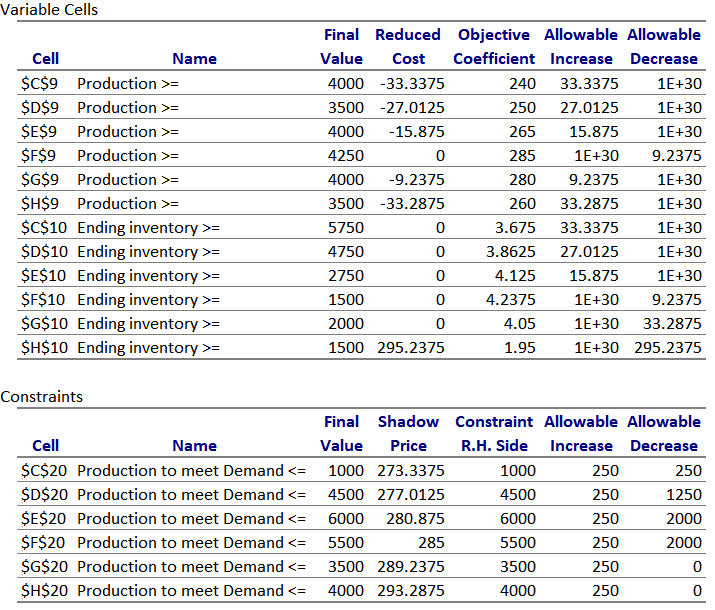 Variable Cells
Final Reduced Objective Allowable Allowable
Cell Name Value Cost Coefficient Increase Decrease
$C$9 Production >= 4000 -33.3375 240 33.3375 1E+30
$D$9 Production >= 3500 -27.0125 250 27.0125 1E+30
$E$9 Production >= 4000 -15.875 265 15.875 1E+30
$F$9 Production >= 4250 0 285 1E+30 9.2375
$G$9 Production >= 4000 -9.2375 280 9.2375 1E+30
$H$9 Production >= 3500 -33.2875 260 33.2875 1E+30
$C$10 Ending inventory >= 5750 0 3.675 33.3375 1E+30
$D$10 Ending inventory >= 4750 0 3.8625 27.0125 1E+30
$E$10 Ending inventory >= 2750 0 4.125 15.875 1E+30
$F$10 Ending inventory >= 1500 0 4.2375 1E+30 9.2375
$G$10 Ending inventory >= 2000 0 4.05 1E+30 33.2875
$H$10 Ending inventory >= 1500 295.2375 1.95 1E+30 295.2375
Constraints
Final Shadow Constraint Allowable Allowable
Cell Name Value Price R.H. Side Increase Decrease
$C$20 Production to meet Demand <= 1000 273.3375 1000 250 250
$D$20 Production to meet Demand <= 4500 277.0125 4500 250 1250
$E$20 Production to meet Demand <= 6000 280.875 6000 250 2000
$F$20 Production to meet Demand <= 5500 285 5500 250 2000
$G$20 Production to meet Demand <= 3500 289.2375 3500 250 0
$H$20 Production to meet Demand <= 4000 293.2875 4000 250 0